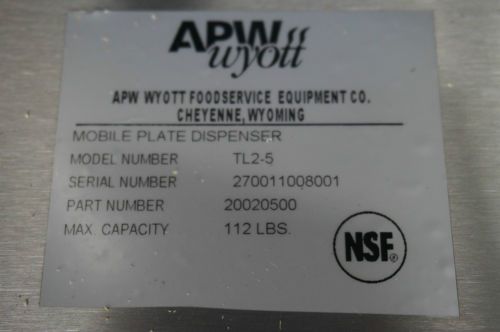 APW
wyott
APW WYOTT FOODSERVICE EQUIPMENT CO.
CHEYENNE, WYOMING
MOBILE PLATE DISPENSER
MODEL NUMBER TL2-5
SERIAL NUMBER 270011008001
PART NUMBER 20020500
MAX. CAPACITY 112 LBS.
NSF®